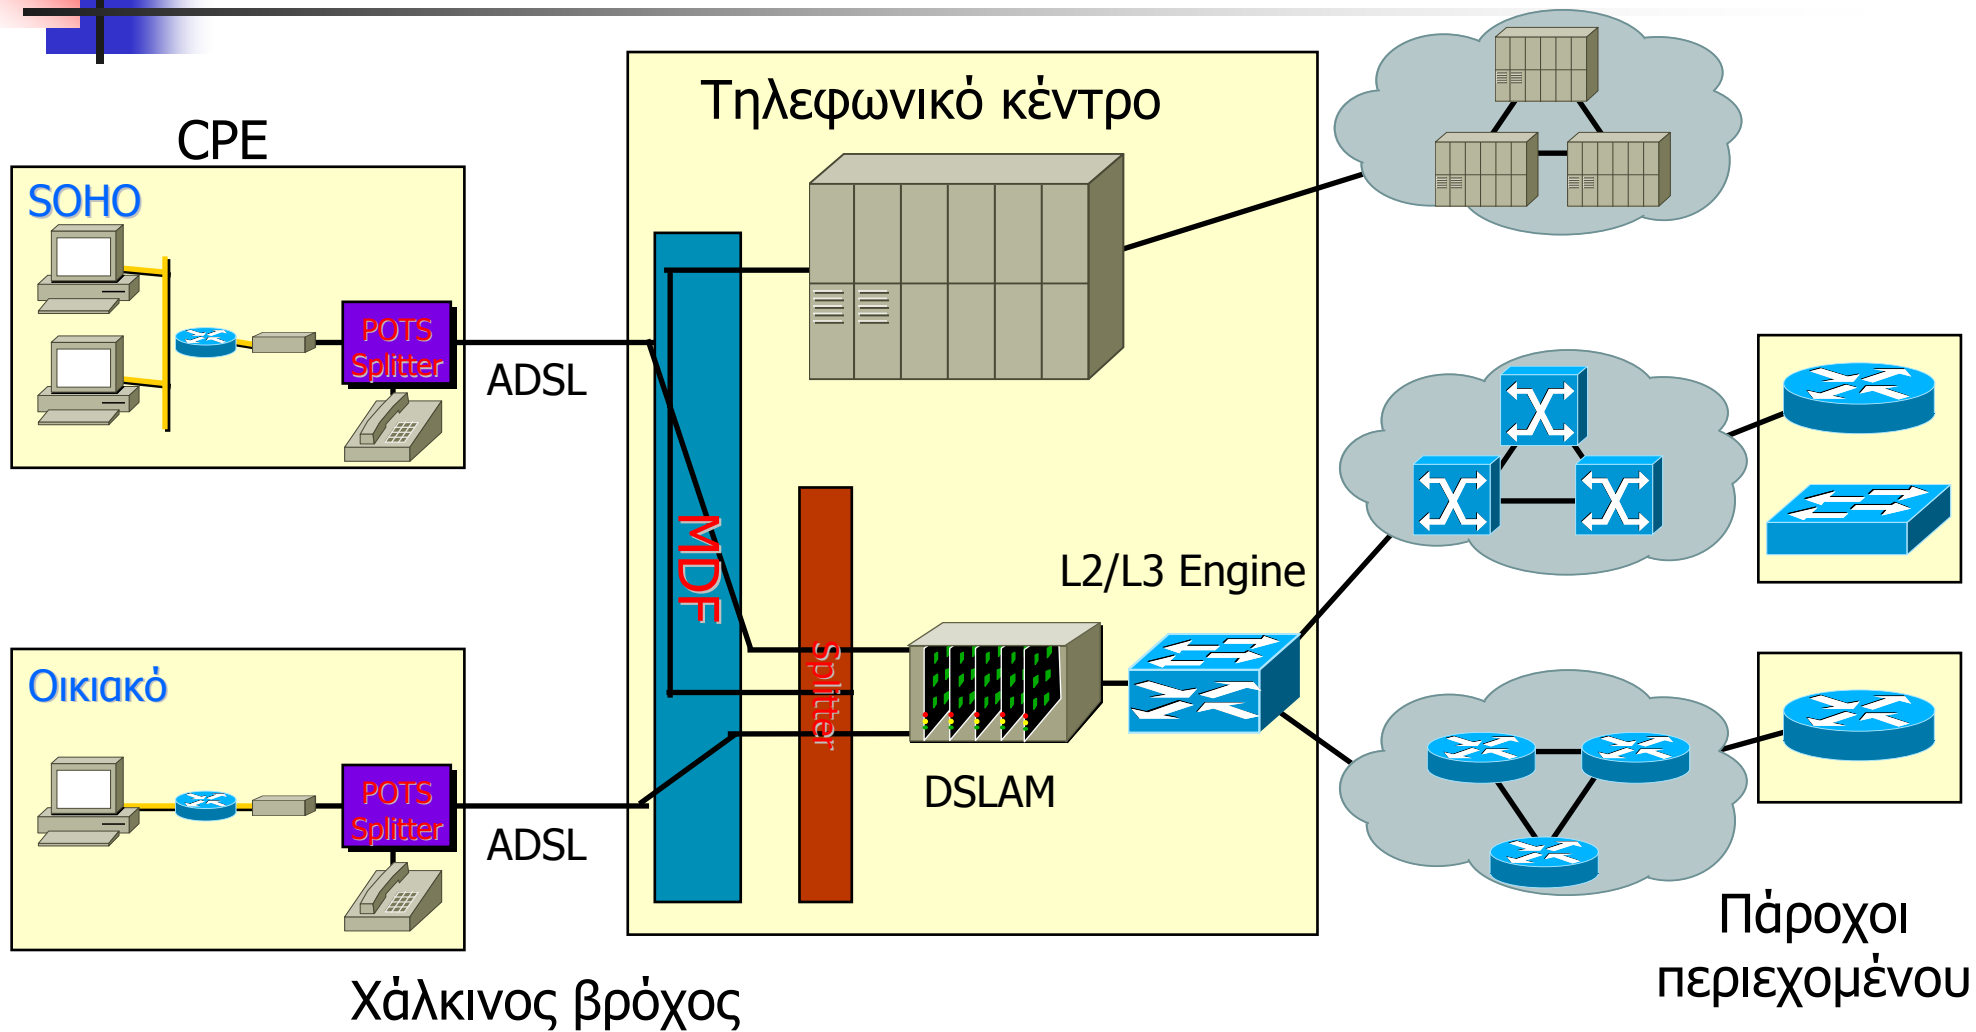 Τηλεφωνικό κέντρο
CPE
SOHO
POTS
Splitter
ADSL
MDF
L2/L3 Engine
Splitter
Οικιακό
DSLAM
POTS
Splitter
ADSL
Πάροχοι
περιεχομένου
Χάλκινος βρόχος